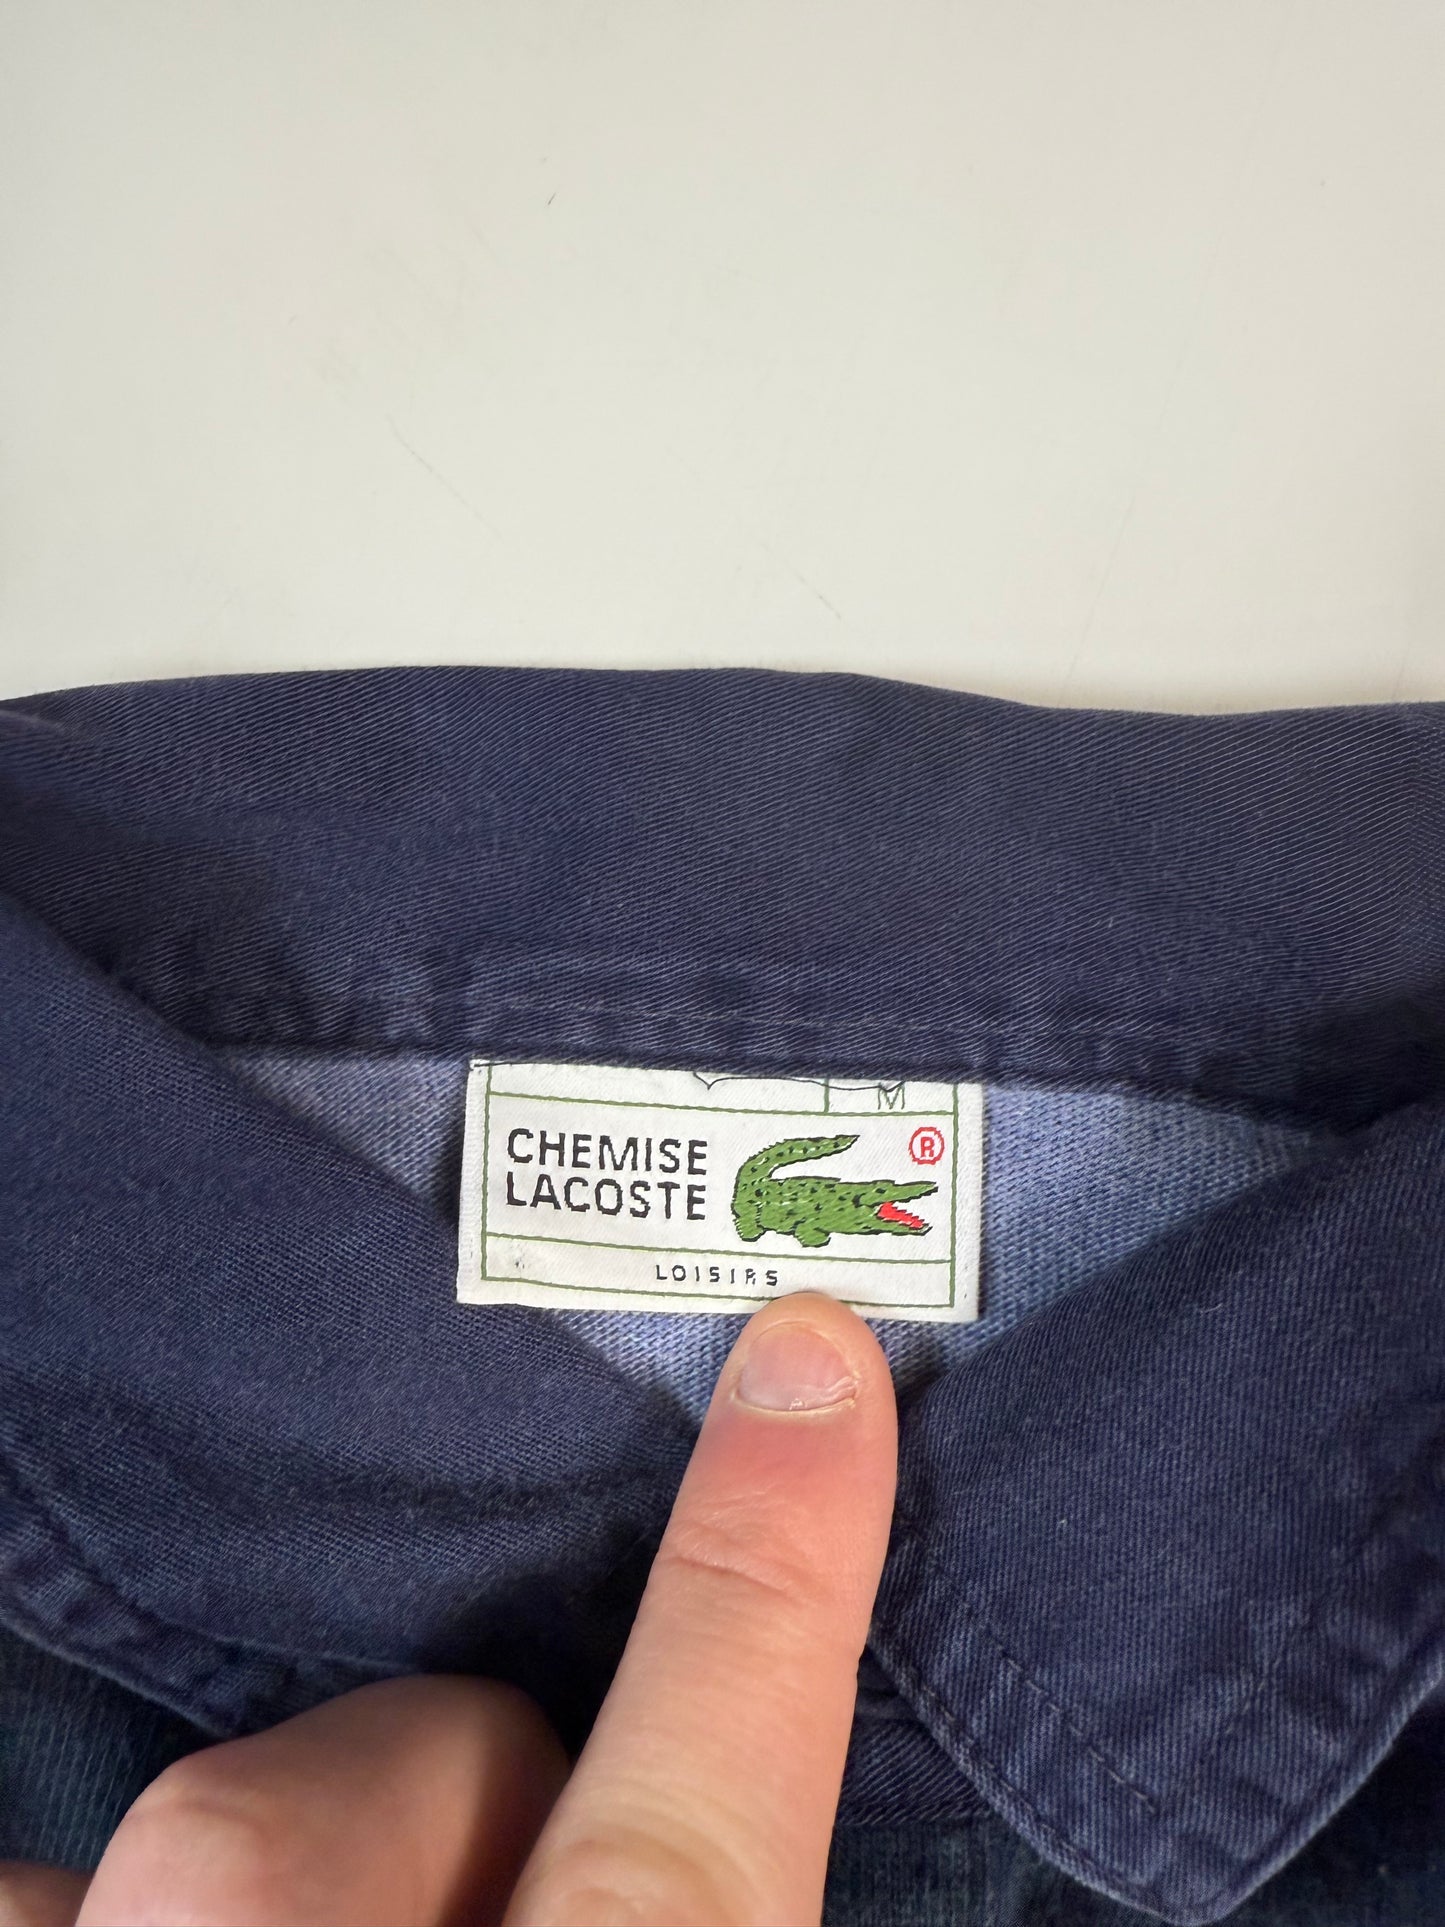 M
CHEMISE
LACOSTE
®
LOISIRS